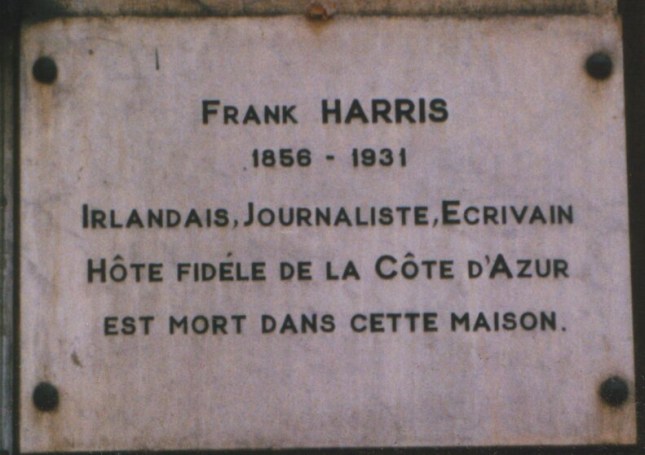 FRANK HARRIS
1856 - 1931
IRLANDAIS, JOURNALISTE, ECRIVAIN
HÔTE FIDÉLE DE LA CÔTE D'AZUR
EST MORT DANS CETTE MAISON.